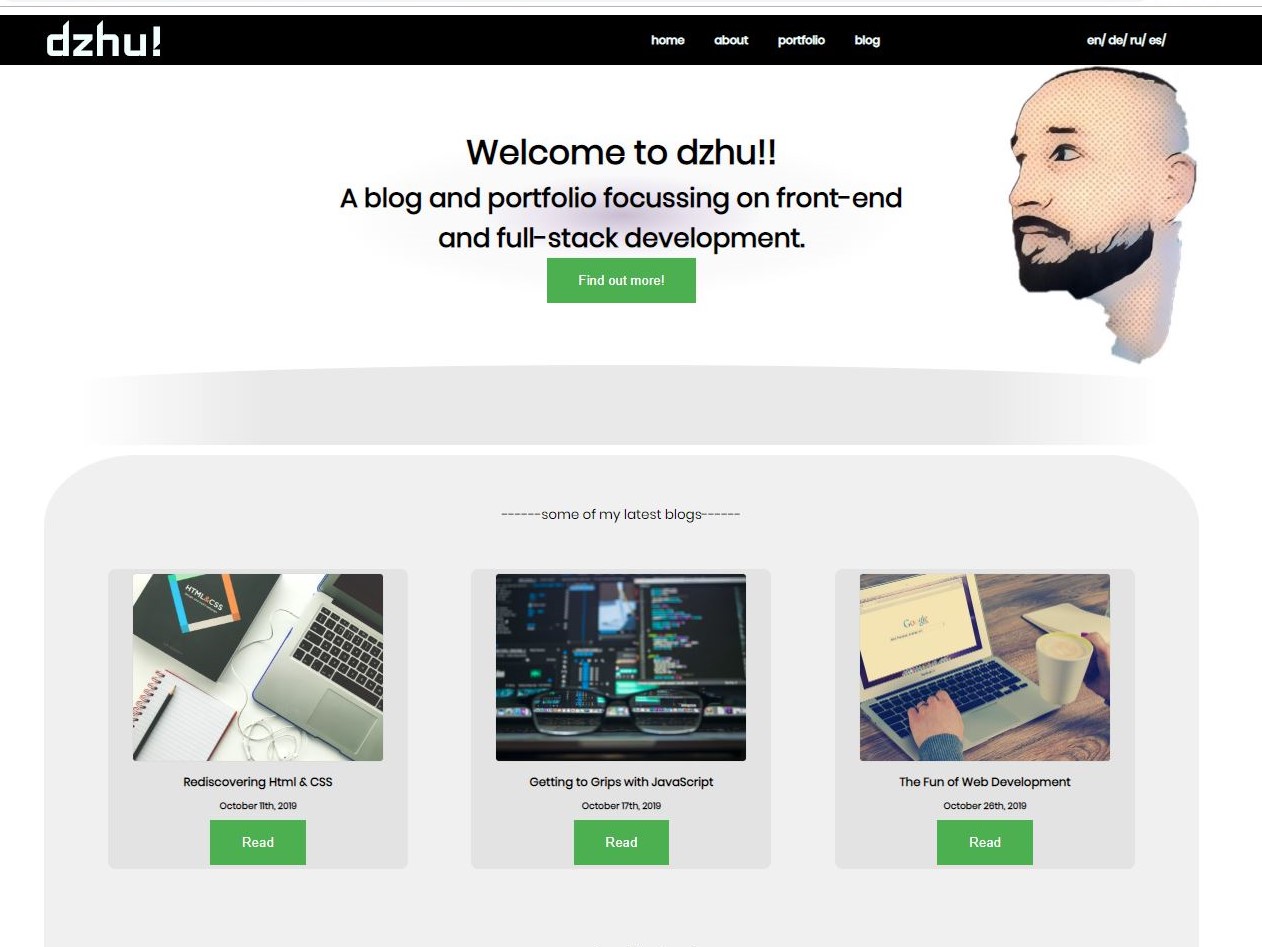 dzhu!
home about portfolio blog
en/ de/ ru/ es/
Welcome to dzhu!!
A blog and portfolio focussing on front-end
and full-stack development.
Find out more!
------some of my latest blogs------
HTML&CSS
Google
Rediscovering Html & CSS
October 11th, 2019
Read
Getting to Grips with JavaScript
October 17th, 2019
Read
The Fun of Web Development
October 26th, 2019
Read